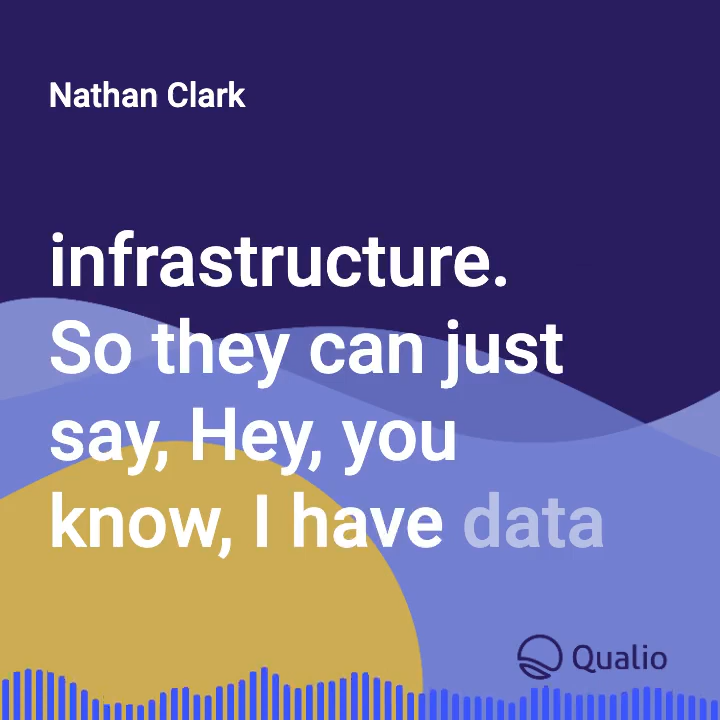 Nathan Clark
infrastructure.
So they can just
say, Hey, you
know, I have data
Qualio